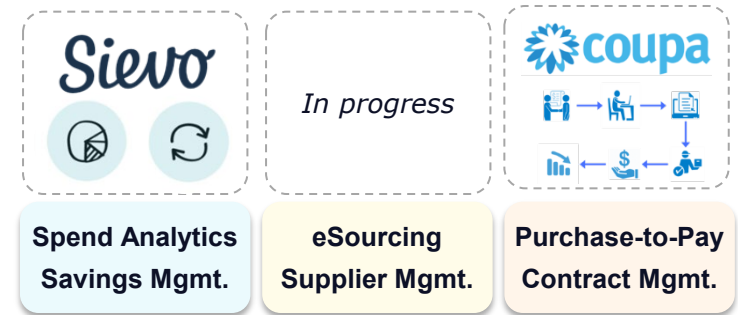 Sievo
In progress
coupa
$
Spend Analytics
Savings Mgmt.
eSourcing
Supplier Mgmt.
Purchase-to-Pay
Contract Mgmt.